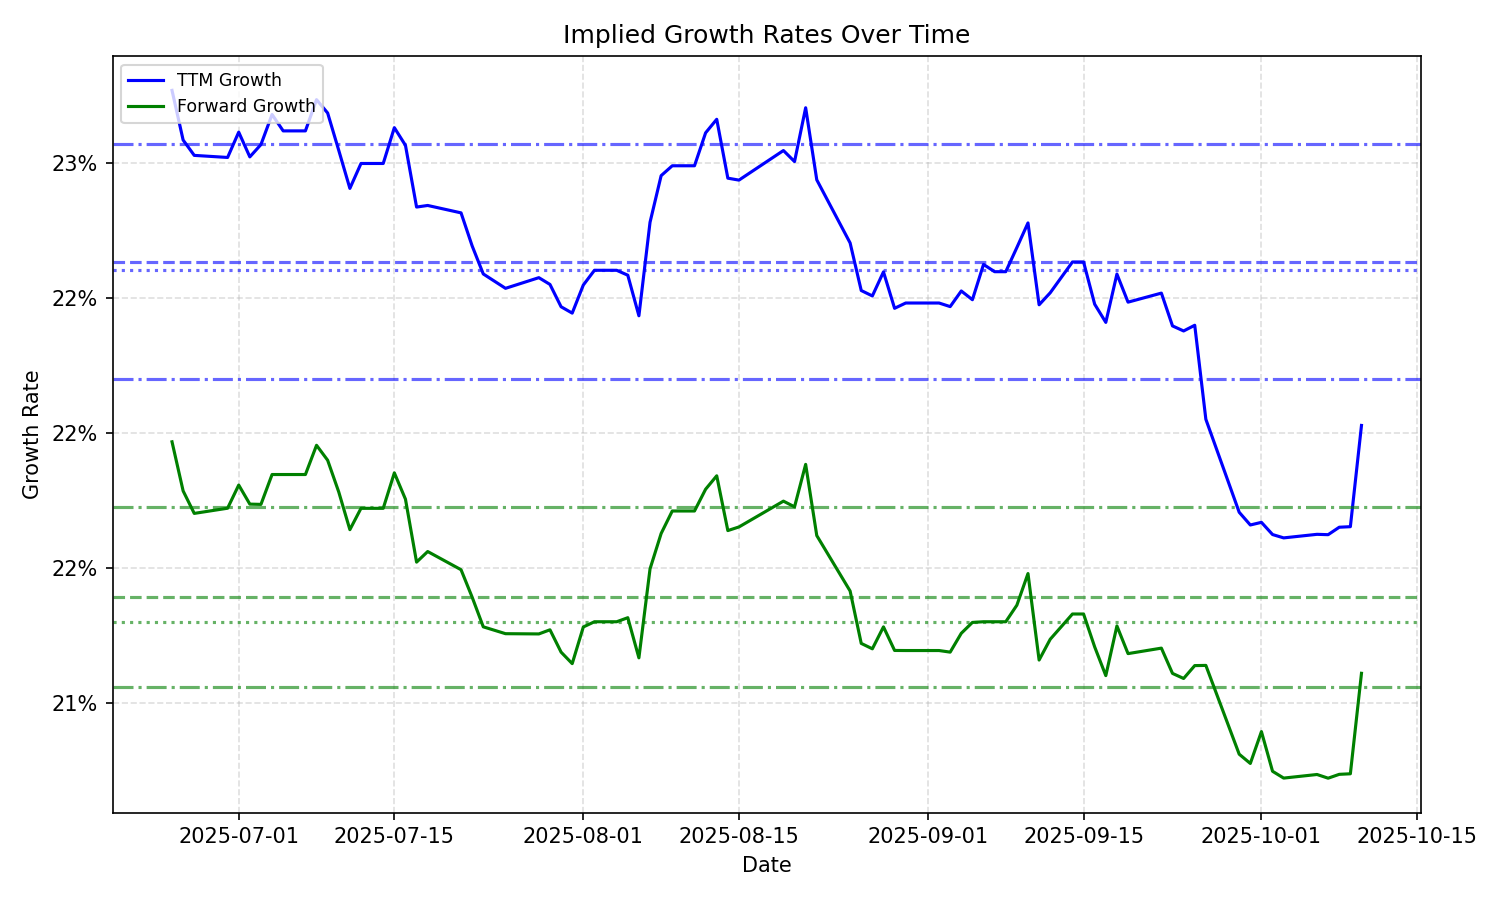 Implied Growth Rates Over Time
TTM Growth
Forward Growth
23%
22%
22%
22%
21%
Growth Rate
2025-07-01
2025-07-15
2025-08-01
2025-08-15
2025-09-01
2025-09-15
2025-10-01
2025-10-15
Date